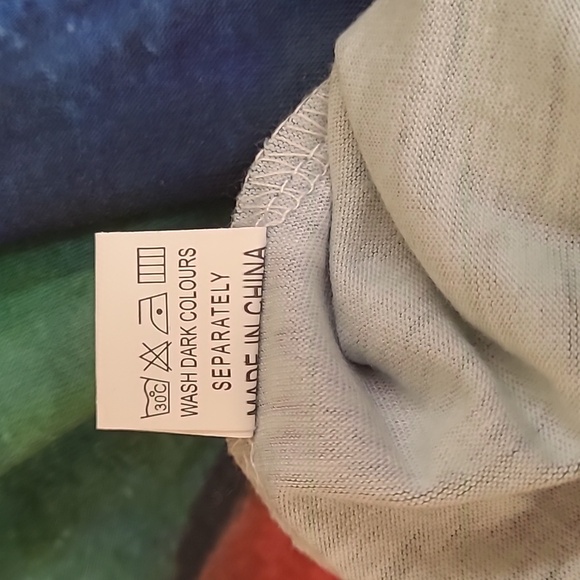 30°C
WASH DARK COLOURS
SEPARATELY
MADE IN CHINA